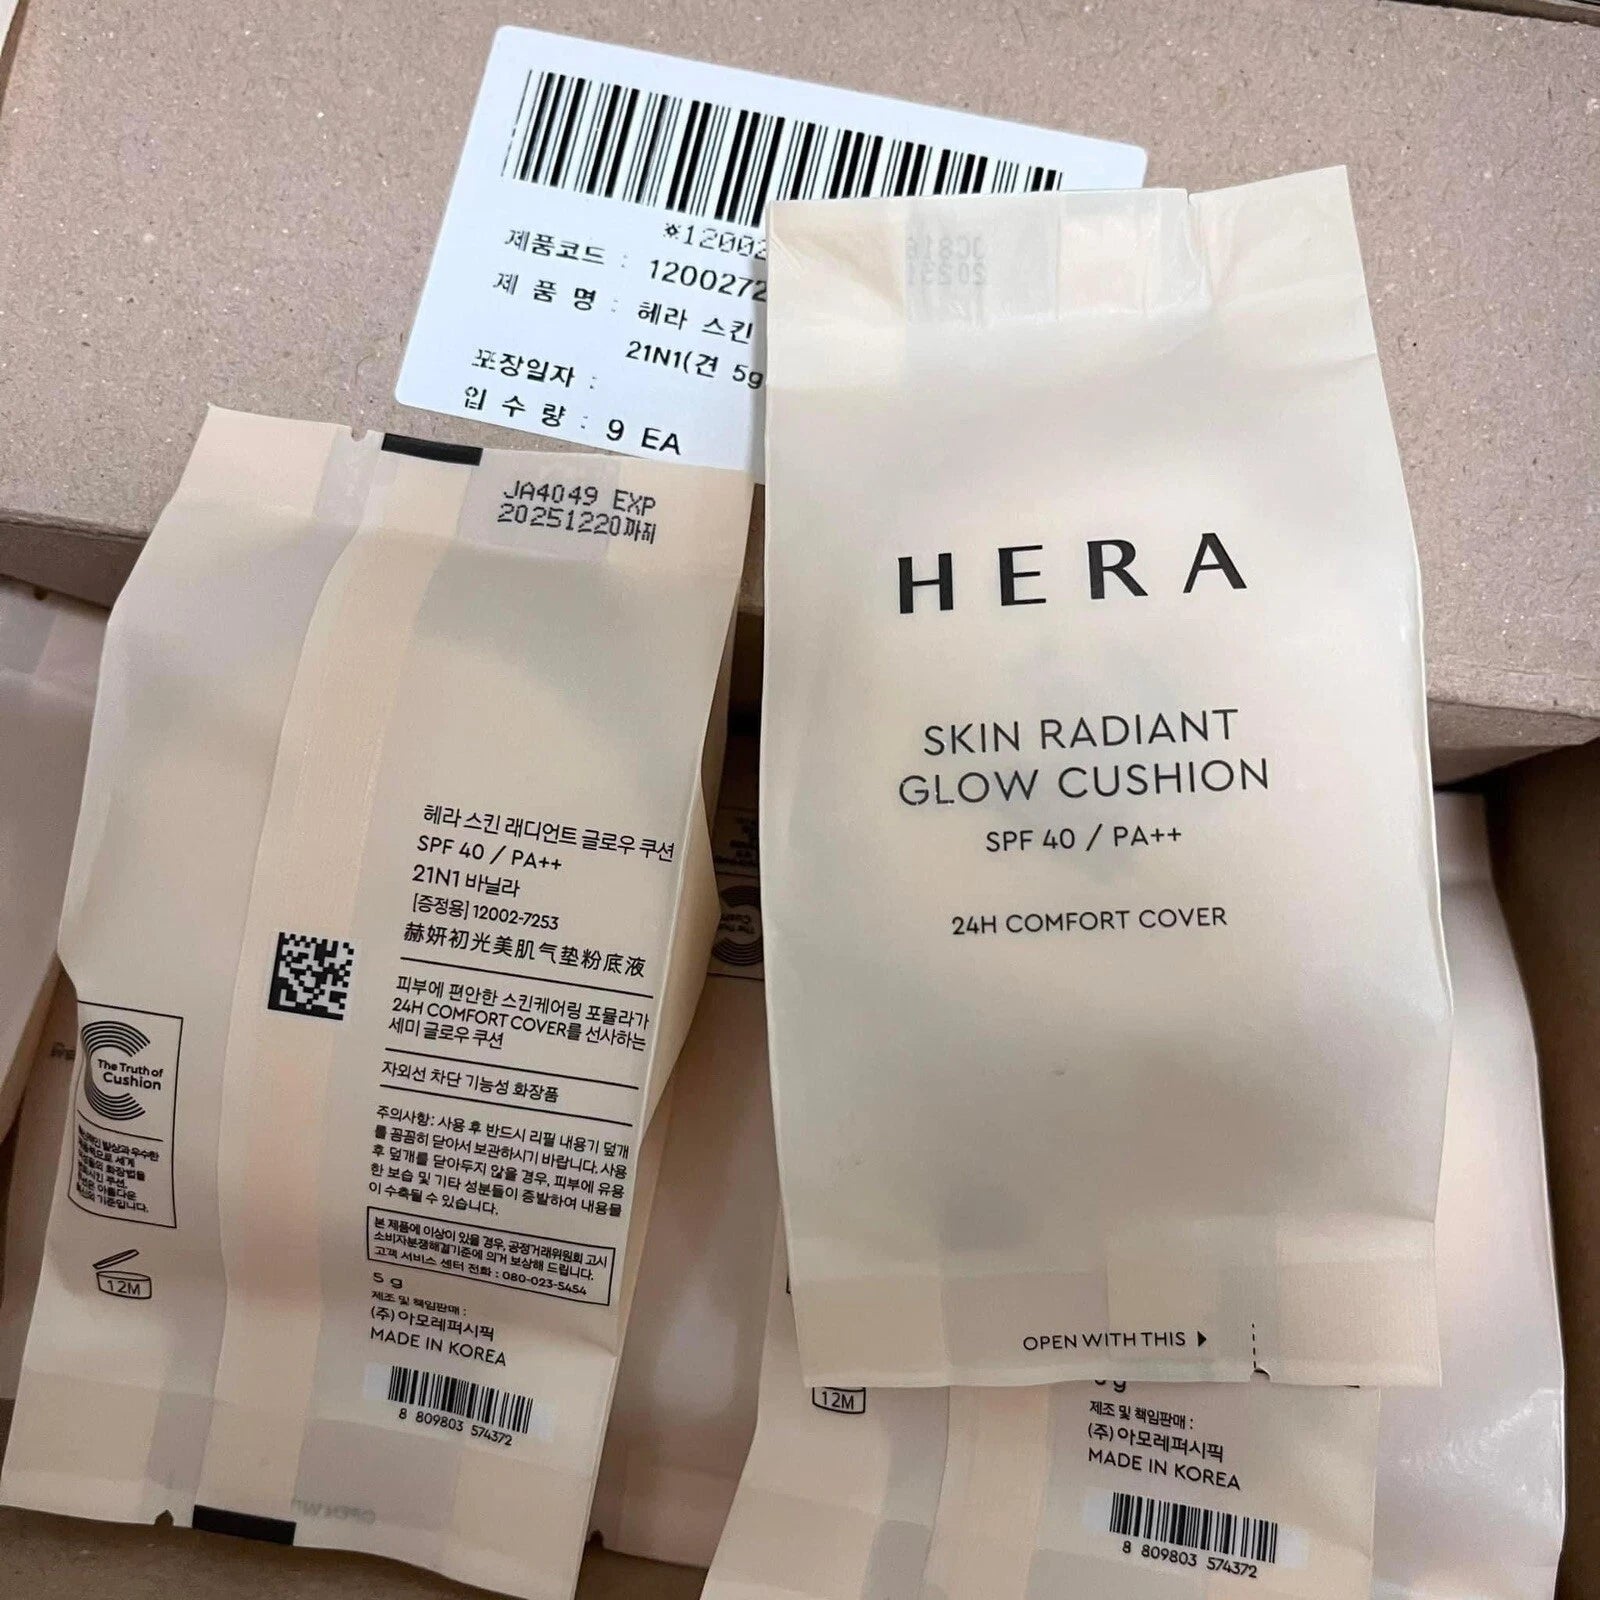 *12002
제품코드 : 1200272
제 품 명 : 헤라 스킨
21N1(견 5g
포장일자 :
입 수 량 : 9 EA
JA4049 EXP
20251220까지
헤라 스킨 래디언트 글로우 쿠션
SPF 40 / PA++
21N1 바닐라
[증정용] 12002-7253
赫妍初光美肌气垫粉底液
피부에 편안한 스킨케어링 포뮬라가
24H COMFORT COVER를 선사하는
세미 글로우 쿠션
자외선 차단 기능성 화장품
주의사항: 사용 후 반드시 리필 내용기 덮개
를 꼼꼼히 닫아서 보관하시기 바랍니다. 사용
후 덮개를 닫아두지 않을 경우, 피부에 유용
한 보습 및 기타 성분들이 증발하여 내용물
이 수축될 수 있습니다.
본 제품에 이상이 있을 경우, 공정거래위원회 고시
소비자분쟁해결기준에 의거 보상해 드립니다.
고객 서비스 센터 전화 : 080-023-5454
5 g
제조 및 책임판매 :
(주)아모레퍼시픽
MADE IN KOREA
8 809803 574372
The Truth of
Cushion
12M
HERA
SKIN RADIANT
GLOW CUSHION
SPF 40 / PA++
24H COMFORT COVER
OPEN WITH THIS
12M
제조 및 책임판매 :
(주)아모레퍼시픽
MADE IN KOREA
8 809803 574372